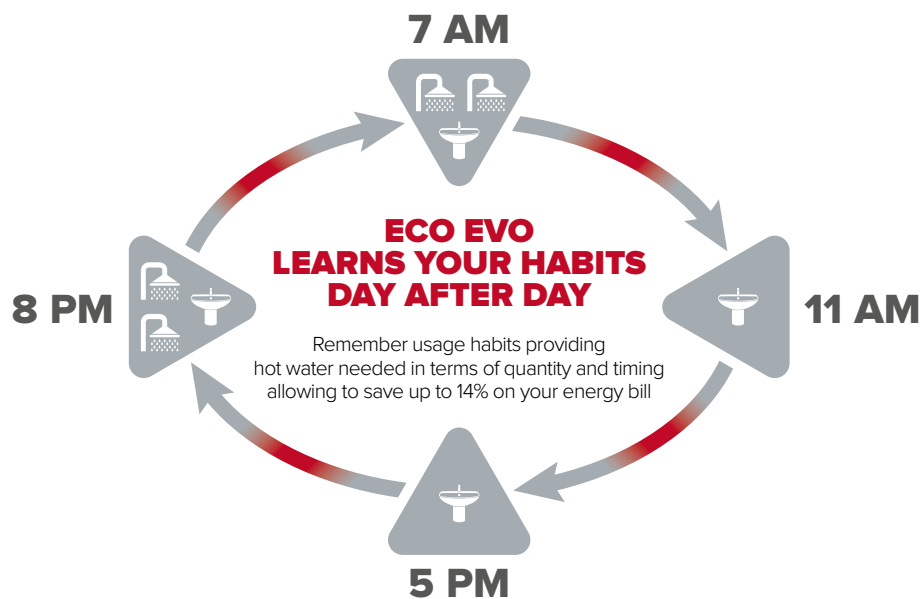 7 AM
ECO EVO
LEARNS YOUR HABITS
DAY AFTER DAY
8 PM
11 AM
Remember usage habits providing
hot water needed in terms of quantity and timing
allowing to save up to 14% on your energy bill
5 PM